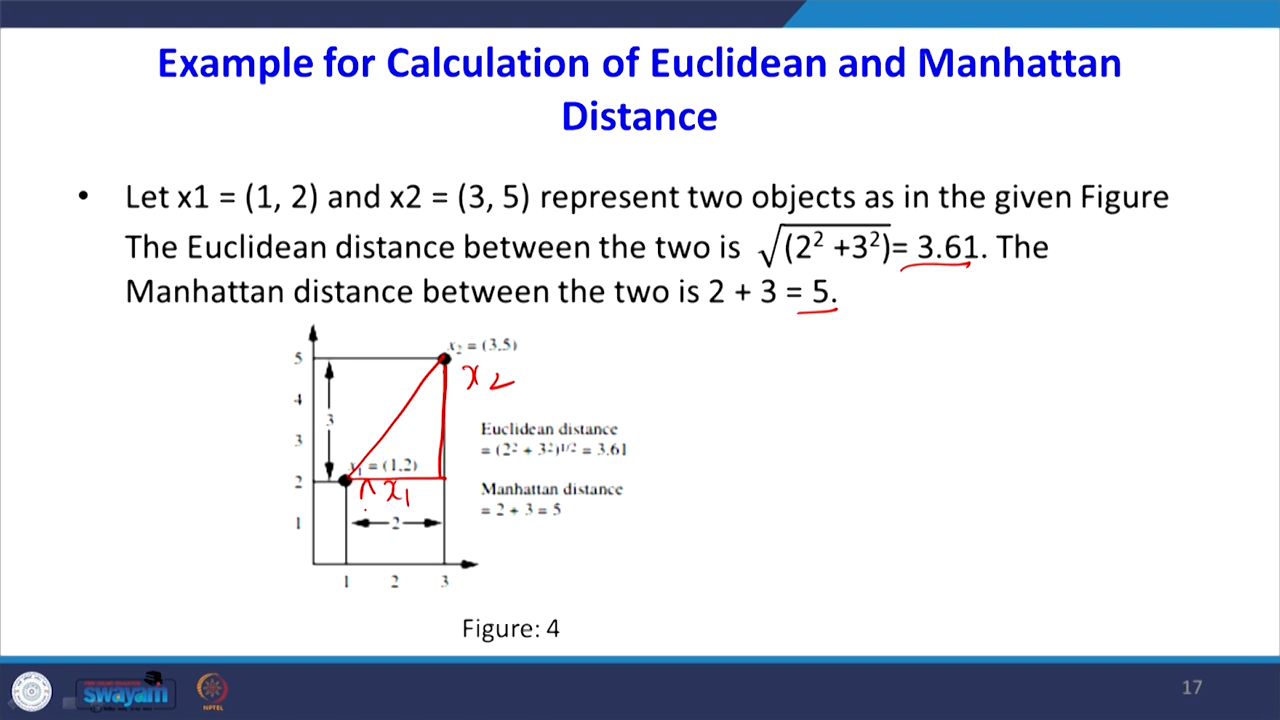 Example for Calculation of Euclidean and Manhattan
Distance
• Let x1 = (1, 2) and x2 = (3, 5) represent two objects as in the given Figure
The Euclidean distance between the two is √(2² +3²)= 3.61. The
Manhattan distance between the two is 2 + 3 = 5.
5
x₂ = (3,5)
x2
4
3
3
Euclidean distance
= (2² + 3²)1/2 = 3.61
x₁ = (1,2)
2
x₁
Manhattan distance
= 2 + 3 = 5
1
2
1 2 3
Figure: 4
swayam
NPTEL
17